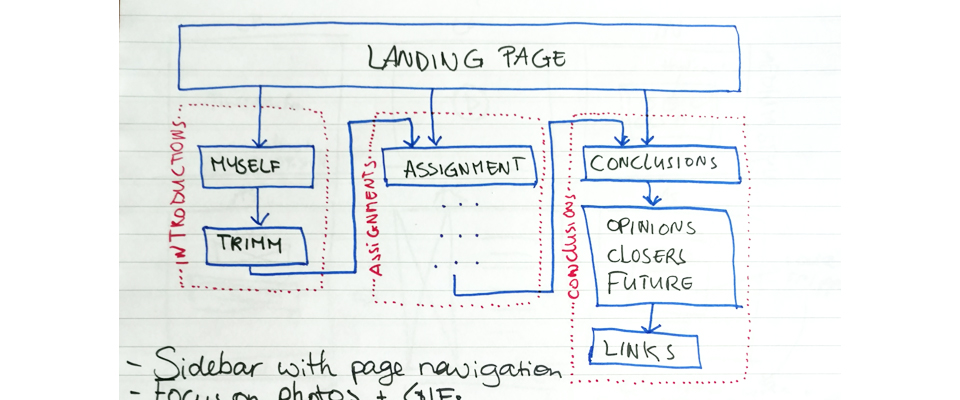 LANDING PAGE
INTRODUCTIONS
MYSELF
TRIMM
ASSIGNMENTS
ASSIGNMENT
CONCLUSIONS
CONCLUSIONS
OPINIONS
CLOSERS
FUTURE
LINKS
- Sidebar with page navigation
- Focus on photos + GIFs